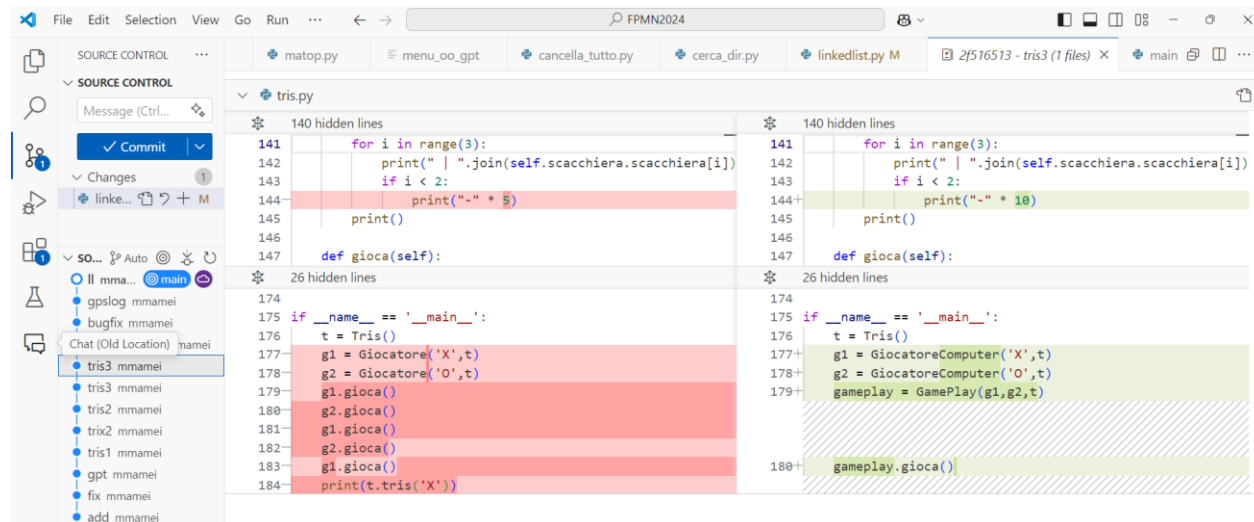 File Edit Selection View Go Run ··· ← → FPMN2024
SOURCE CONTROL ···
matop.py menu_oo_gpt cancella_tutto.py cerca_dir.py linkedlist.py M 2f516513 - tris3 (1 files) × main ···
SOURCE CONTROL
Message (Ctrl...
Commit
Changes 1
linke... M
1
1
SO... Auto
ll mma... main
gpslog mmamei
bugfix mmamei
Chat (Old Location) mamei
tris3 mmamei
tris3 mmamei
tris2 mmamei
trix2 mmamei
tris1 mmamei
gpt mmamei
fix mmamei
add mmamei
tris.py
140 hidden lines
141 for i in range(3):
142 print(" | ".join(self.scacchiera.scacchiera[i])
143 if i < 2:
144— print("-" * 5)
145 print()
146
147 def gioca(self):
26 hidden lines
174
175 if __name__ == '__main__':
176 t = Tris()
177— g1 = Giocatore('X',t)
178— g2 = Giocatore('O',t)
179— g1.gioca()
180— g2.gioca()
181— g1.gioca()
182— g2.gioca()
183— g1.gioca()
184— print(t.tris('X'))
140 hidden lines
141 for i in range(3):
142 print(" | ".join(self.scacchiera.scacchiera[i])
143 if i < 2:
144+ print("-" * 10)
145 print()
146
147 def gioca(self):
26 hidden lines
174
175 if __name__ == '__main__':
176 t = Tris()
177+ g1 = GiocatoreComputer('X',t)
178+ g2 = GiocatoreComputer('O',t)
179+ gameplay = GamePlay(g1,g2,t)
180+ gameplay.gioca()